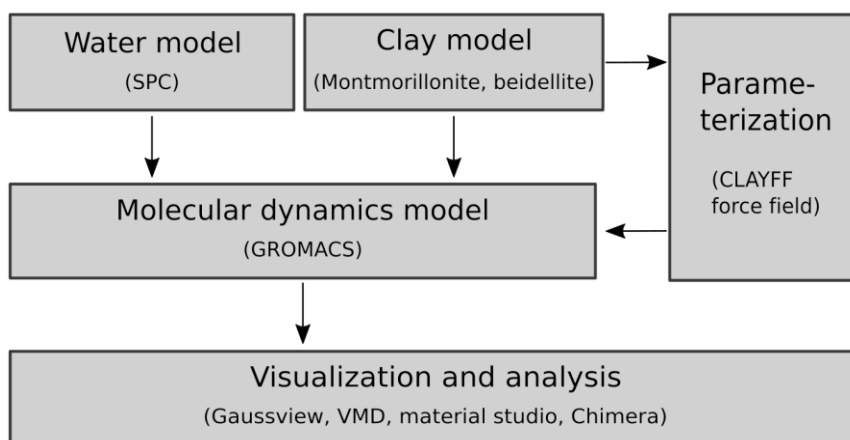 Water model
(SPC)
Clay model
(Montmorillonite, beidellite)
Parame-
terization
(CLAYFF
force field)
Molecular dynamics model
(GROMACS)
Visualization and analysis
(Gaussview, VMD, material studio, Chimera)